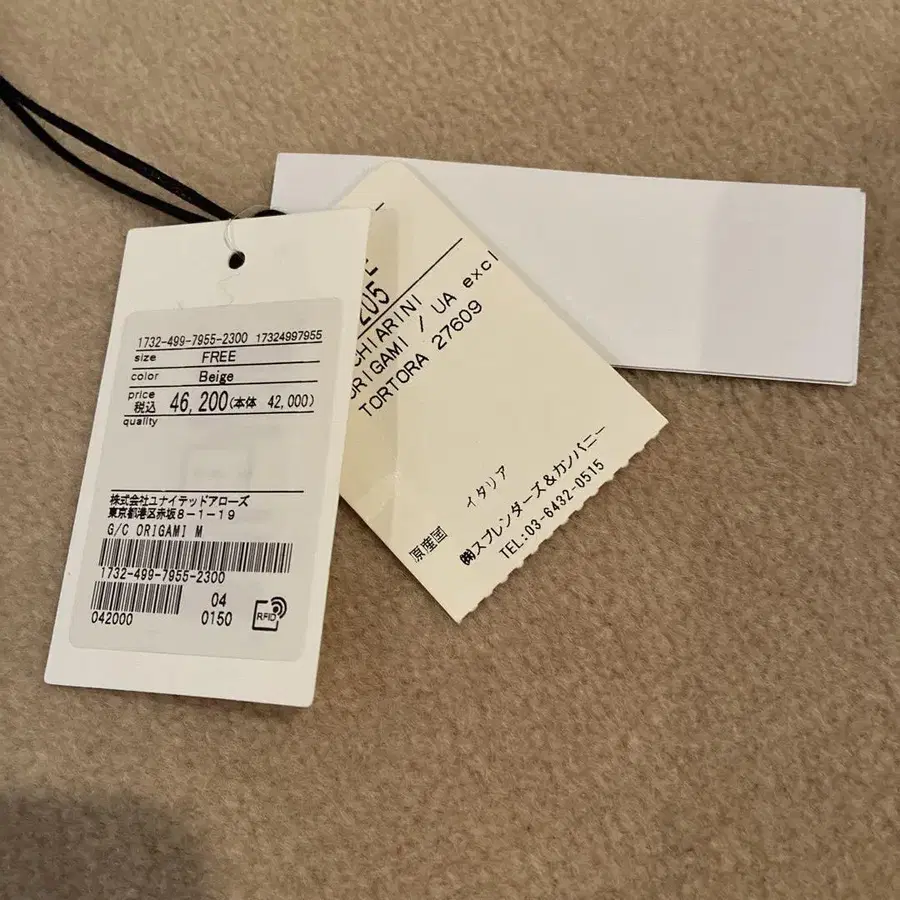 1732-499-7955-2300 17324997955
size FREE
color Beige
price
税込 46,200(本体 42,000)
quality
株式会社ユナイテッドアローズ
東京都港区赤坂8-1-19
G/C ORIGAMI M
1732-499-7955-2300
04
042000 0150
RFID
205
CHIARINI
ORIGAMI / UA excl
TORTORA 27609
原産国 イタリア
㈱スプレンダーズ&ガンパニー
TEL:03-6432-0515